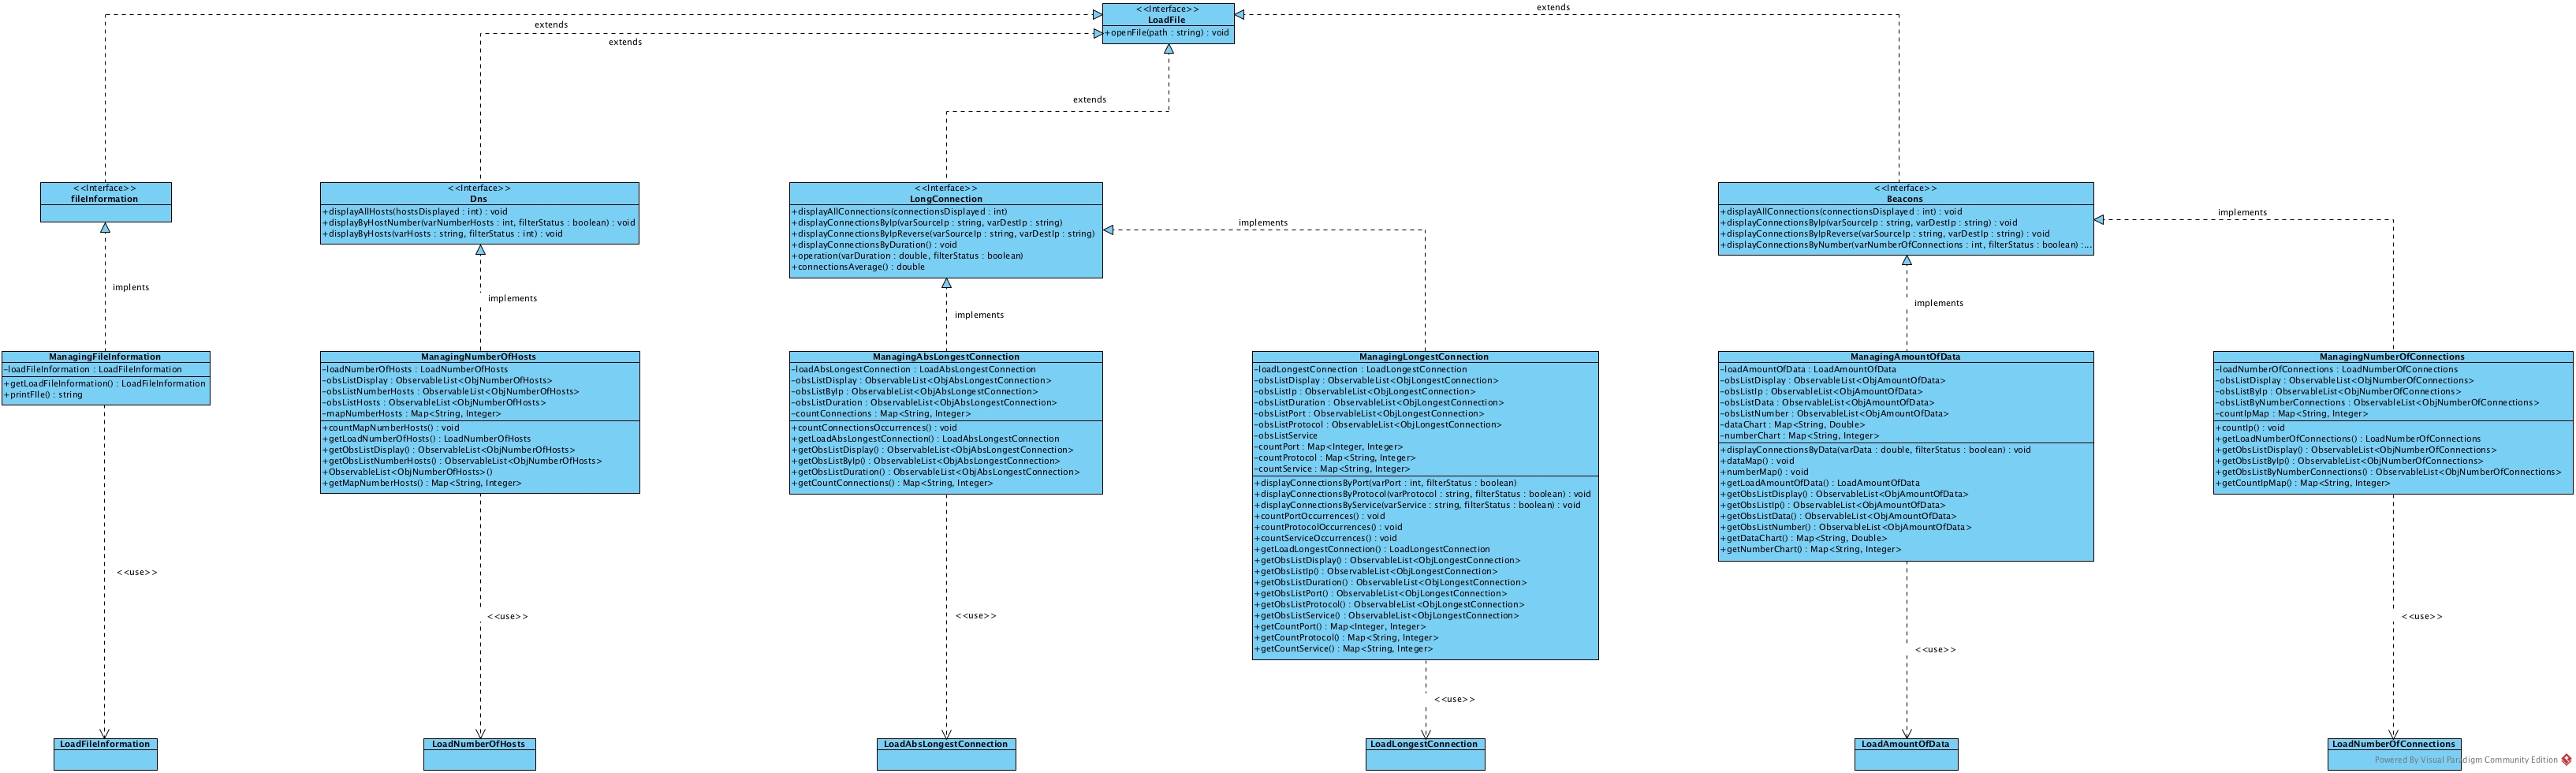 <<Interface>>
LoadFile
+openFile(path : string) : void
extends
extends
extends
extends
<<Interface>>
fileInformation
<<Interface>>
Dns
+displayAllHosts(hostsDisplayed : int) : void
+displayByHostNumber(varNumberHosts : int, filterStatus : boolean) : void
+displayByHosts(varHosts : string, filterStatus : int) : void
<<Interface>>
LongConnection
+displayAllConnections(connectionsDisplayed : int)
+displayConnectionsByIp(varSourceIp : string, varDestIp : string)
+displayConnectionsByIpReverse(varSourceIp : string, varDestIp : string)
+displayConnectionsByDuration() : void
+operation(varDuration : double, filterStatus : boolean)
+connectionsAverage() : double
<<Interface>>
Beacons
+displayAllConnections(connectionsDisplayed : int) : void
+displayConnectionsByIp(varSourceIp : string, varDestIp : string) : void
+displayConnectionsByIpReverse(varSourceIp : string, varDestIp : string) : void
+displayConnectionsByNumber(varNumberOfConnections : int, filterStatus : boolean) :...
implents
implements
implements
implements
implements
implements
ManagingFileInformation
-loadFileInformation : LoadFileInformation
+getLoadFileInformation() : LoadFileInformation
+printFIle() : string
ManagingNumberOfHosts
-loadNumberOfHosts : LoadNumberOfHosts
-obsListDisplay : ObservableList<ObjNumberOfHosts>
-obsListNumberHosts : ObservableList<ObjNumberOfHosts>
-obsListHosts : ObservableList<ObjNumberOfHosts>
-mapNumberHosts : Map<String, Integer>
+countMapNumberHosts() : void
+getLoadNumberOfHosts() : LoadNumberOfHosts
+getObsListDisplay() : ObservableList<ObjNumberOfHosts>
+getObsListNumberHosts() : ObservableList<ObjNumberOfHosts>
+ObservableList<ObjNumberOfHosts>()
+getMapNumberHosts() : Map<String, Integer>
ManagingAbsLongestConnection
-loadAbsLongestConnection : LoadAbsLongestConnection
-obsListDisplay : ObservableList<ObjAbsLongestConnection>
-obsListByIp : ObservableList<ObjAbsLongestConnection>
-obsListDuration : ObservableList<ObjAbsLongestConnection>
-countConnections : Map<String, Integer>
+countConnectionsOccurrences() : void
+getLoadAbsLongestConnection() : LoadAbsLongestConnection
+getObsListDisplay() : ObservableList<ObjAbsLongestConnection>
+getObsListByIp() : ObservableList<ObjAbsLongestConnection>
+getObsListDuration() : ObservableList<ObjAbsLongestConnection>
+getCountConnections() : Map<String, Integer>
ManagingLongestConnection
-loadLongestConnection : LoadLongestConnection
-obsListDisplay : ObservableList<ObjLongestConnection>
-obsListIp : ObservableList<ObjLongestConnection>
-obsListDuration : ObservableList<ObjLongestConnection>
-obsListPort : ObservableList<ObjLongestConnection>
-obsListProtocol : ObservableList<ObjLongestConnection>
-obsListService
-countPort : Map<Integer, Integer>
-countProtocol : Map<String, Integer>
-countService : Map<String, Integer>
+displayConnectionsByPort(varPort : int, filterStatus : boolean)
+displayConnectionsByProtocol(varProtocol : string, filterStatus : boolean) : void
+displayConnectionsByService(varService : string, filterStatus : boolean) : void
+countPortOccurrences() : void
+countProtocolOccurrences() : void
+countServiceOccurrences() : void
+getLoadLongestConnection() : LoadLongestConnection
+getObsListDisplay() : ObservableList<ObjLongestConnection>
+getObsListIp() : ObservableList<ObjLongestConnection>
+getObsListDuration() : ObservableList<ObjLongestConnection>
+getObsListPort() : ObservableList<ObjLongestConnection>
+getObsListProtocol() : ObservableList<ObjLongestConnection>
+getObsListService() : ObservableList<ObjLongestConnection>
+getCountPort() : Map<Integer, Integer>
+getCountProtocol() : Map<String, Integer>
+getCountService() : Map<String, Integer>
ManagingAmountOfData
-loadAmountOfData : LoadAmountOfData
-obsListDisplay : ObservableList<ObjAmountOfData>
-obsListIp : ObservableList<ObjAmountOfData>
-obsListData : ObservableList<ObjAmountOfData>
-obsListNumber : ObservableList<ObjAmountOfData>
-dataChart : Map<String, Double>
-numberChart : Map<String, Integer>
+displayConnectionsByData(varData : double, filterStatus : boolean) : void
+dataMap() : void
+numberMap() : void
+getLoadAmountOfData() : LoadAmountOfData
+getObsListDisplay() : ObservableList<ObjAmountOfData>
+getObsListIp() : ObservableList<ObjAmountOfData>
+getObsListData() : ObservableList<ObjAmountOfData>
+getObsListNumber() : ObservableList<ObjAmountOfData>
+getDataChart() : Map<String, Double>
+getNumberChart() : Map<String, Integer>
ManagingNumberOfConnections
-loadNumberOfConnections : LoadNumberOfConnections
-obsListDisplay : ObservableList<ObjNumberOfConnections>
-obsListByIp : ObservableList<ObjNumberOfConnections>
-obsListByNumberConnections : ObservableList<ObjNumberOfConnections>
-countIpMap : Map<String, Integer>
+countIp() : void
+getLoadNumberOfConnections() : LoadNumberOfConnections
+getObsListDisplay() : ObservableList<ObjNumberOfConnections>
+getObsListByIp() : ObservableList<ObjNumberOfConnections>
+getObsListByNumberConnections() : ObservableList<ObjNumberOfConnections>
+getCountIpMap() : Map<String, Integer>
<<use>>
<<use>>
<<use>>
<<use>>
<<use>>
<<use>>
LoadFileInformation
LoadNumberOfHosts
LoadAbsLongestConnection
LoadLongestConnection
LoadAmountOfData
LoadNumberOfConnections
Powered By Visual Paradigm Community Edition